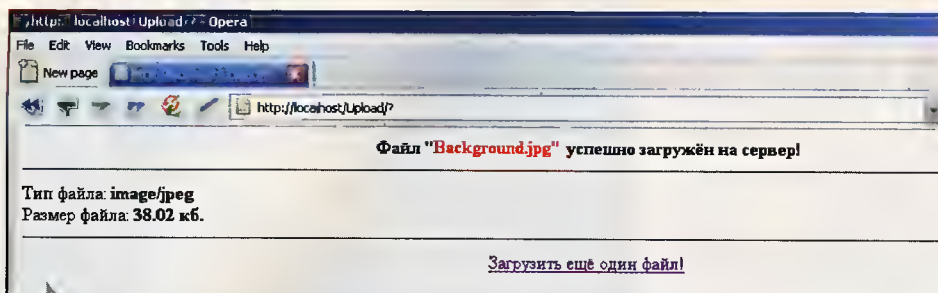 http://localhost/Upload/? - Opera
File Edit View Bookmarks Tools Help
New page
http://localhost/Upload/?
Файл "Background.jpg" успешно загружён на сервер!
Тип файла: image/jpeg
Размер файла: 38.02 кб.
Загрузить ещё один файл!